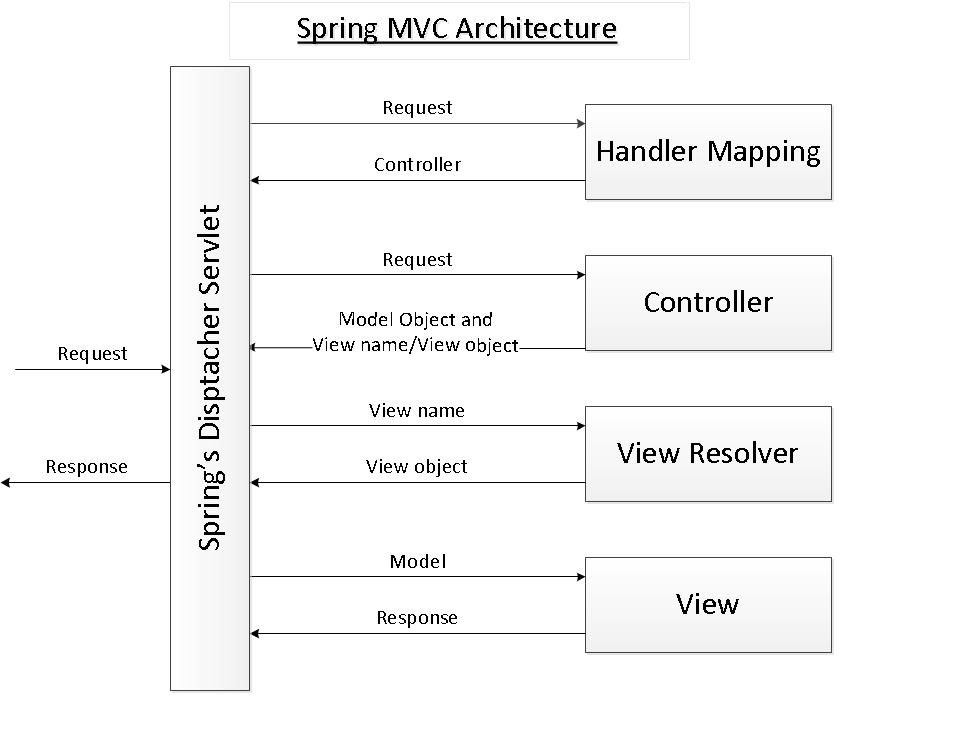 Spring MVC Architecture
Request
Handler Mapping
Controller
Spring's Disptacher Servlet
Request
Controller
Model Object and
View name/View object
Request
View name
View Resolver
View object
Response
Model
View
Response